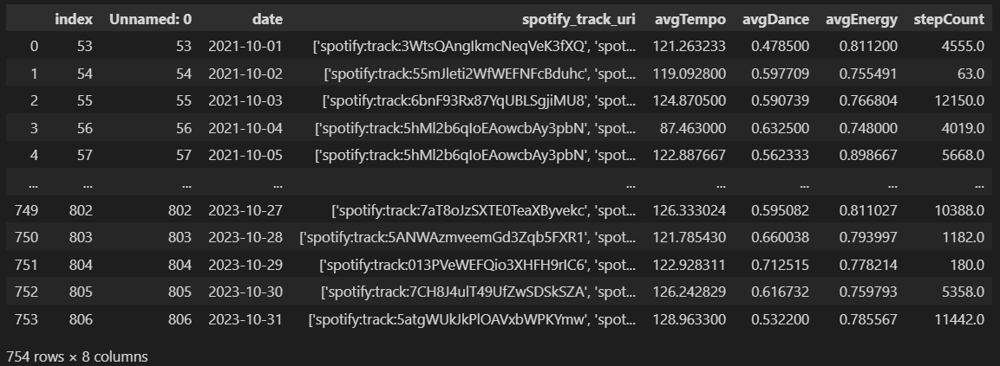 index Unnamed: 0 date spotify_track_uri avgTempo avgDance avgEnergy stepCount
0 53 53 2021-10-01 ['spotify:track:3WtsQAngIkmcNeqVeK3fXQ', 'spot... 121.263233 0.478500 0.811200 4555.0
1 54 54 2021-10-02 ['spotify:track:55mJleti2WfWEFNFcBduhc', 'spot... 119.092800 0.597709 0.755491 63.0
2 55 55 2021-10-03 ['spotify:track:6bnF93Rx87YqUBLSgjiMU8', 'spot... 124.870500 0.590739 0.766804 12150.0
3 56 56 2021-10-04 ['spotify:track:5hMl2b6qIoEAowcbAy3pbN', 'spot... 87.463000 0.632500 0.748000 4019.0
4 57 57 2021-10-05 ['spotify:track:5hMl2b6qIoEAowcbAy3pbN', 'spot... 122.887667 0.562333 0.898667 5668.0
... ... ... ... ... ... ... ... ...
749 802 802 2023-10-27 ['spotify:track:7aT8oJzSXTE0TeaXByvekc', 'spot... 126.333024 0.595082 0.811027 10388.0
750 803 803 2023-10-28 ['spotify:track:5ANWAzmveemGd3Zqb5FXR1', 'spot... 121.785430 0.660038 0.793997 1182.0
751 804 804 2023-10-29 ['spotify:track:013PVeWEFQio3XHFH9rIC6', 'spot... 122.928311 0.712515 0.778214 180.0
752 805 805 2023-10-30 ['spotify:track:7CH8J4ulT49UfZwSDSkSZA', 'spot... 126.242829 0.616732 0.759793 5358.0
753 806 806 2023-10-31 ['spotify:track:5atgWUkJkPlOAVxbWPKYmw', 'spot... 128.963300 0.532200 0.785567 11442.0
754 rows × 8 columns